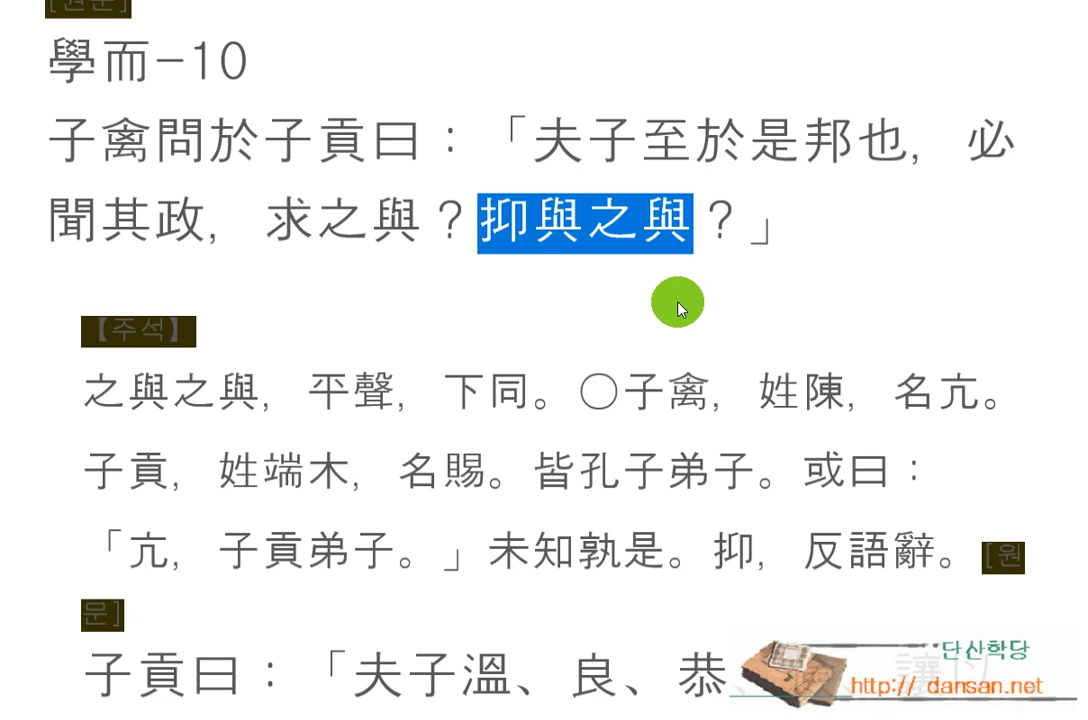 [원문]
學而-10
子禽問於子貢曰：「夫子至於是邦也, 必
聞其政, 求之與？抑與之與？」
【주석】
之與之與, 平聲, 下同。○子禽, 姓陳, 名亢。
子貢, 姓端木, 名賜。皆孔子弟子。或曰：
「亢, 子貢弟子。」未知孰是。抑, 反語辭。[원
문]
子貢曰：「夫子溫、良、恭、
단산학당
http://dansan.net